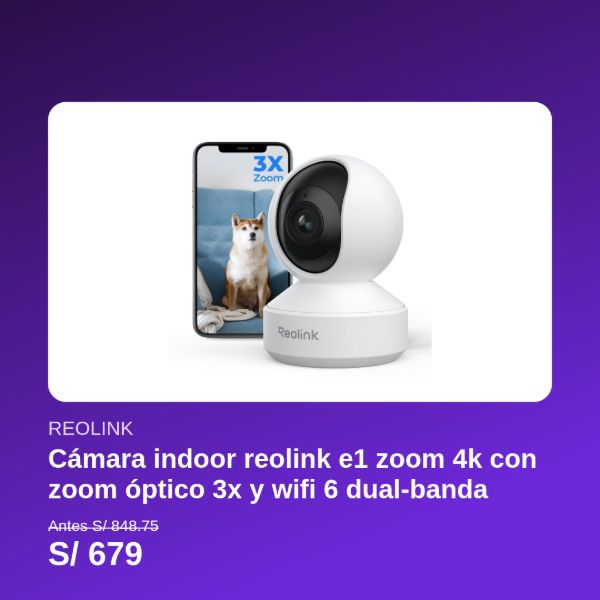 3X
Zoom
Reolink
REOLINK
Cámara indoor reolink e1 zoom 4k con
zoom óptico 3x y wifi 6 dual-banda
Antes S/ 848.75
S/ 679